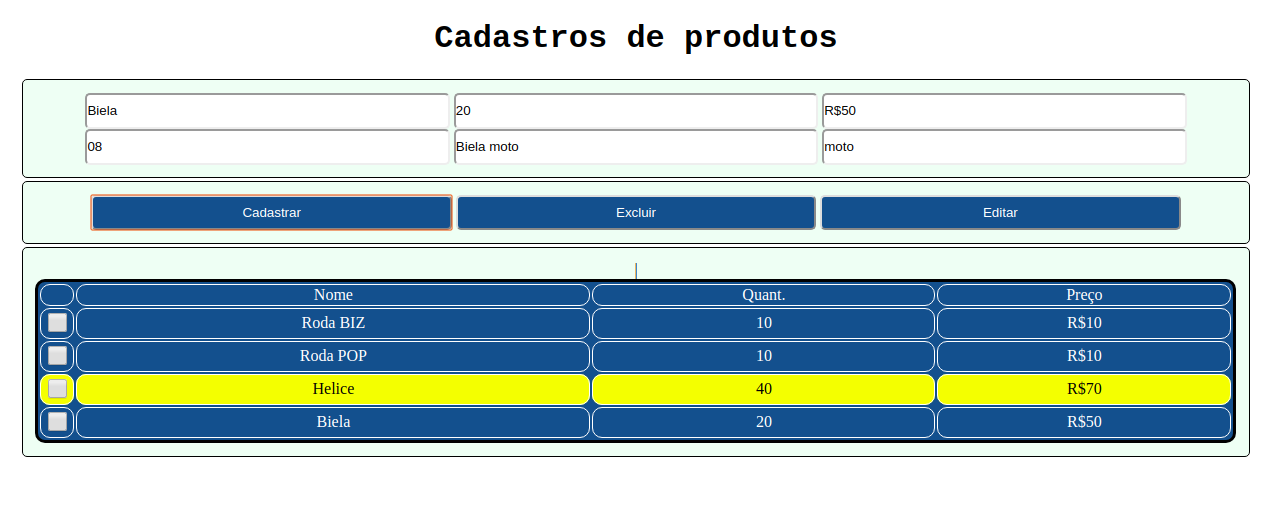 Cadastros de produtos
Biela 20 R$50
08 Biela moto moto
Cadastrar Excluir Editar
|
Nome Quant. Preço
Roda BIZ 10 R$10
Roda POP 10 R$10
Helice 40 R$70
Biela 20 R$50